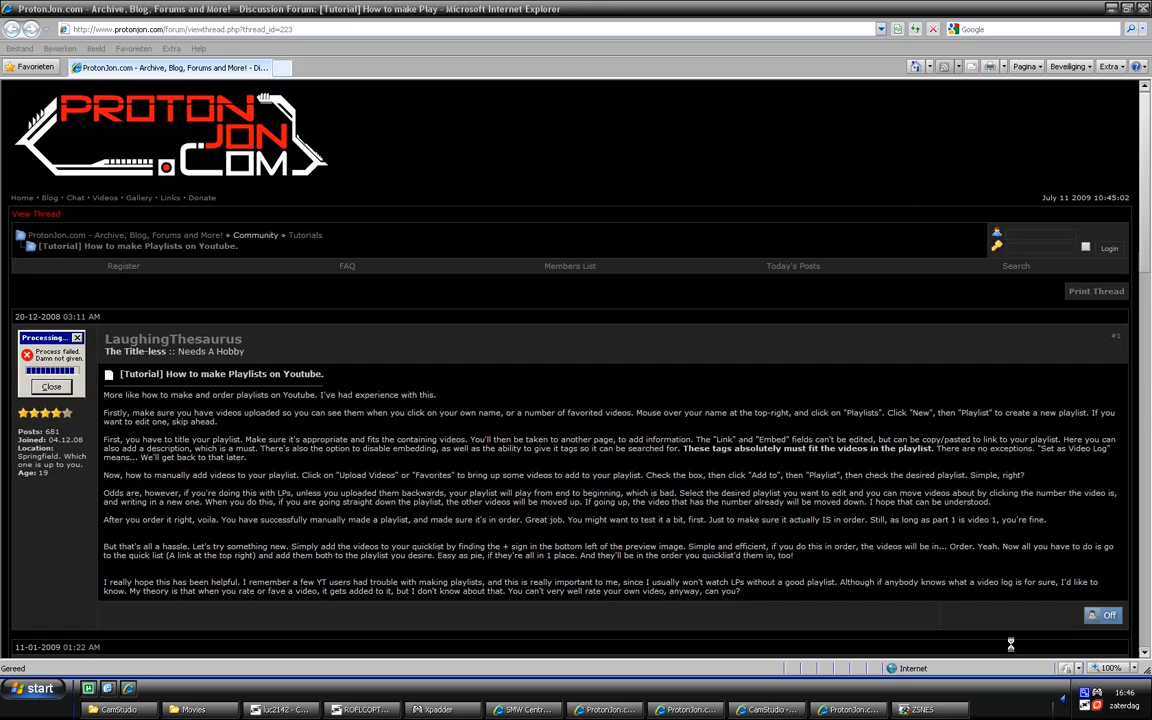 ProtonJon.com - Archive, Blog, Forums and More! - Discussion Forum: [Tutorial] How to make Play - Microsoft Internet Explorer
http://www.protonjon.com/forum/viewthread.php?thread_id=223
Google
Bestand Bewerken Beeld Favorieten Extra Help
Favorieten ProtonJon.com - Archive, Blog, Forums and More! - Di... Pagina Beveiliging Extra
PROTON
JON
.COM
Home · Blog · Chat · Videos · Gallery · Links · Donate July 11 2009 10:45:02
View Thread
ProtonJon.com - Archive, Blog, Forums and More! » Community » Tutorials
[Tutorial] How to make Playlists on Youtube.
Login
Register FAQ Members List Today's Posts Search
Print Thread
20-12-2008 03:11 AM
Processing...
Process failed.
Damn not given.
Close
Posts: 681
Joined: 04.12.08
Location:
Springfield. Which
one is up to you.
Age: 19
LaughingThesaurus #1
The Title-less :: Needs A Hobby
[Tutorial] How to make Playlists on Youtube.
More like how to make and order playlists on Youtube. I've had experience with this.
Firstly, make sure you have videos uploaded so you can see them when you click on your own name, or a number of favorited videos. Mouse over your name at the top-right, and click on "Playlists". Click "New", then "Playlist" to create a new playlist. If you
want to edit one, skip ahead.
First, you have to title your playlist. Make sure it's appropriate and fits the containing videos. You'll then be taken to another page, to add information. The "Link" and "Embed" fields can't be edited, but can be copy/pasted to link to your playlist. Here you can
also add a description, which is a must. There's also the option to disable embedding, as well as the ability to give it tags so it can be searched for. These tags absolutely must fit the videos in the playlist. There are no exceptions. "Set as Video Log"
means... We'll get back to that later.
Now, how to manually add videos to your playlist. Click on "Upload Videos" or "Favorites" to bring up some videos to add to your playlist. Check the box, then click "Add to", then "Playlist", then check the desired playlist. Simple, right?
Odds are, however, if you're doing this with LPs, unless you uploaded them backwards, your playlist will play from end to beginning, which is bad. Select the desired playlist you want to edit and you can move videos about by clicking the number the video is,
and writing in a new one. When you do this, if you are going straight down the playlist, the other videos will be moved up. If going up, the video that has the number already will be moved down. I hope that can be understood.
After you order it right, voila. You have successfully manually made a playlist, and made sure it's in order. Great job. You might want to test it a bit, first. Just to make sure it actually IS in order. Still, as long as part 1 is video 1, you're fine.
But that's all a hassle. Let's try something new. Simply add the videos to your quicklist by finding the + sign in the bottom left of the preview image. Simple and efficient, if you do this in order, the videos will be in... Order. Yeah. Now all you have to do is go
to the quick list (A link at the top right) and add them both to the playlist you desire. Easy as pie, if they're all in 1 place. And they'll be in the order you quicklist'd them in, too!
I really hope this has been helpful. I remember a few YT users had trouble with making playlists, and this is really important to me, since I usually won't watch LPs without a good playlist. Although if anybody knows what a video log is for sure, I'd like to
know. My theory is that when you rate or fave a video, it gets added to it, but I don't know about that. You can't very well rate your own video, anyway, can you?
Off
11-01-2009 01:22 AM
Gereed Internet 100%
start CamStudio Movies luc2142 - C... ROFLCOPT... Xpadder SMW Centr... ProtonJon.c... ProtonJon.c... CamStudio -... ProtonJon.c... ZSNES
16:46
zaterdag